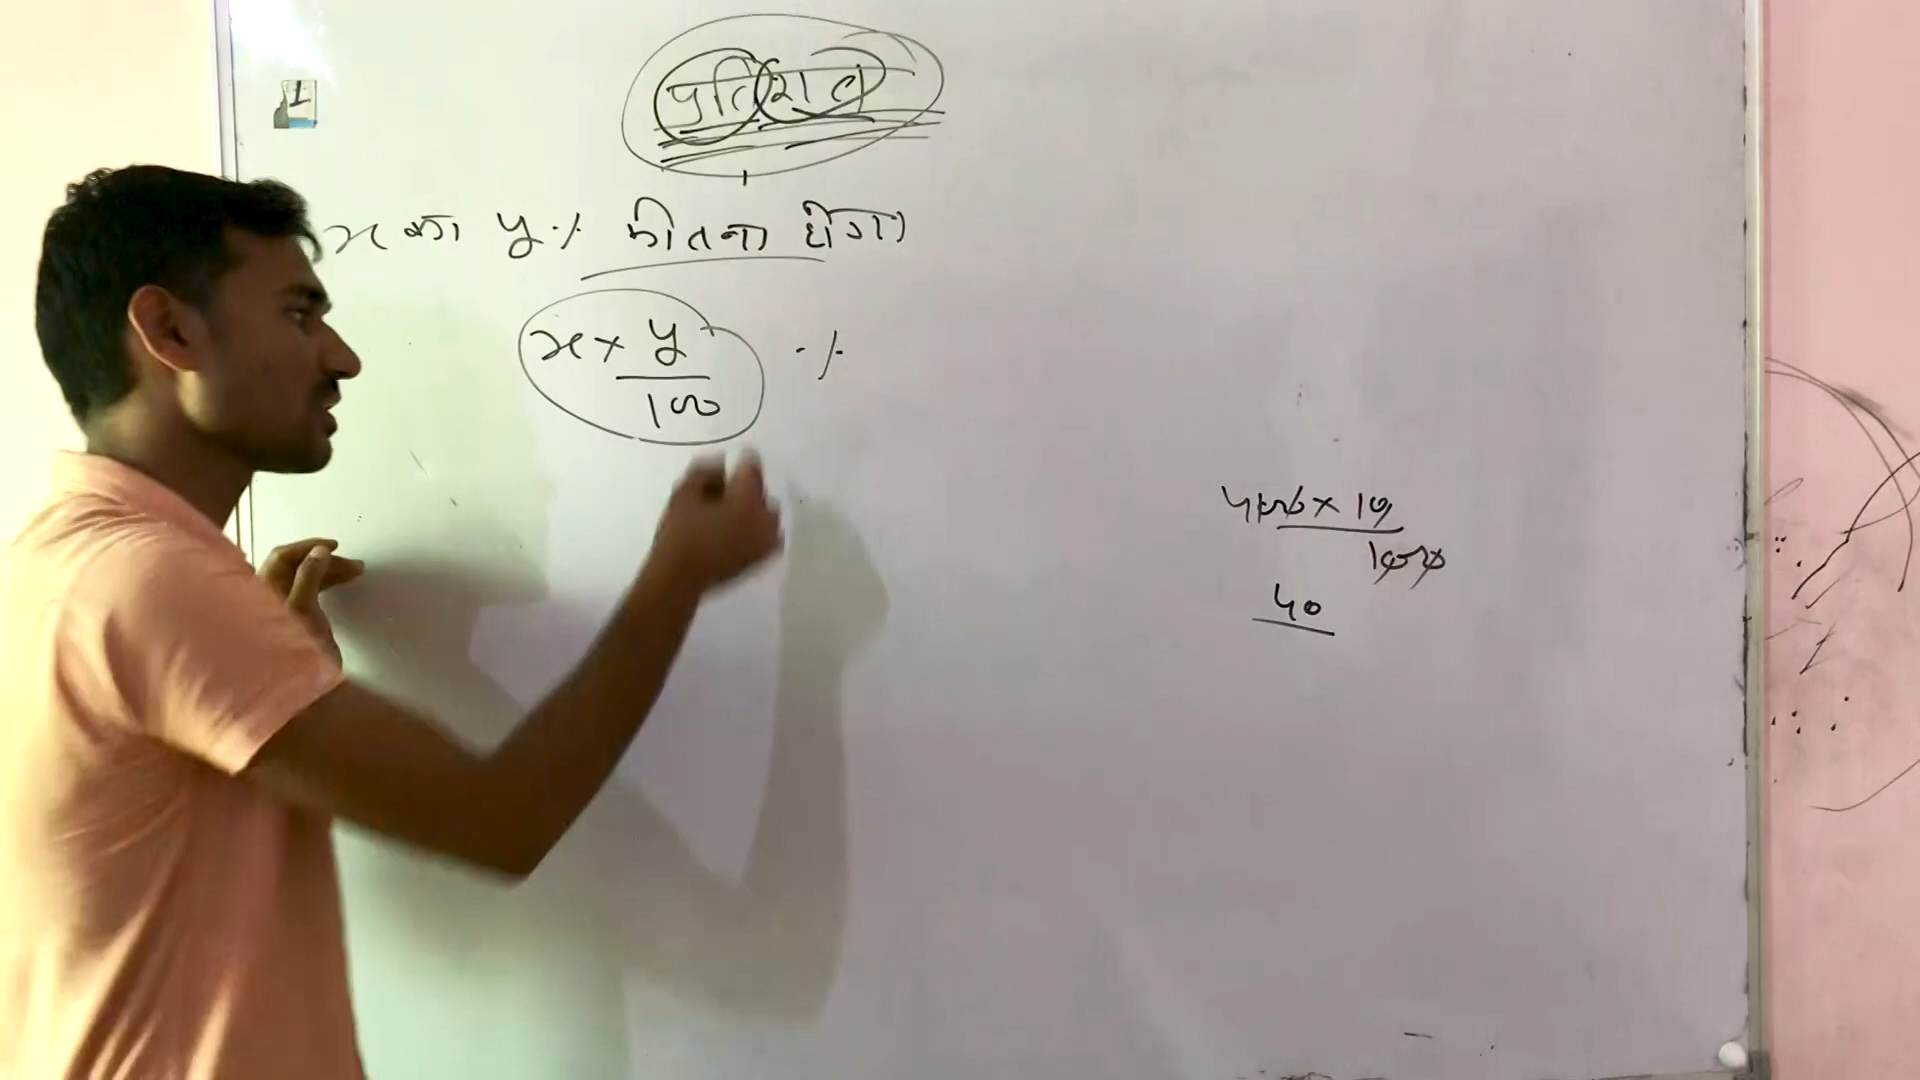 प्रतिशत
x का y % कीतना होगा
x × y/100 %
500 × 10/100
50